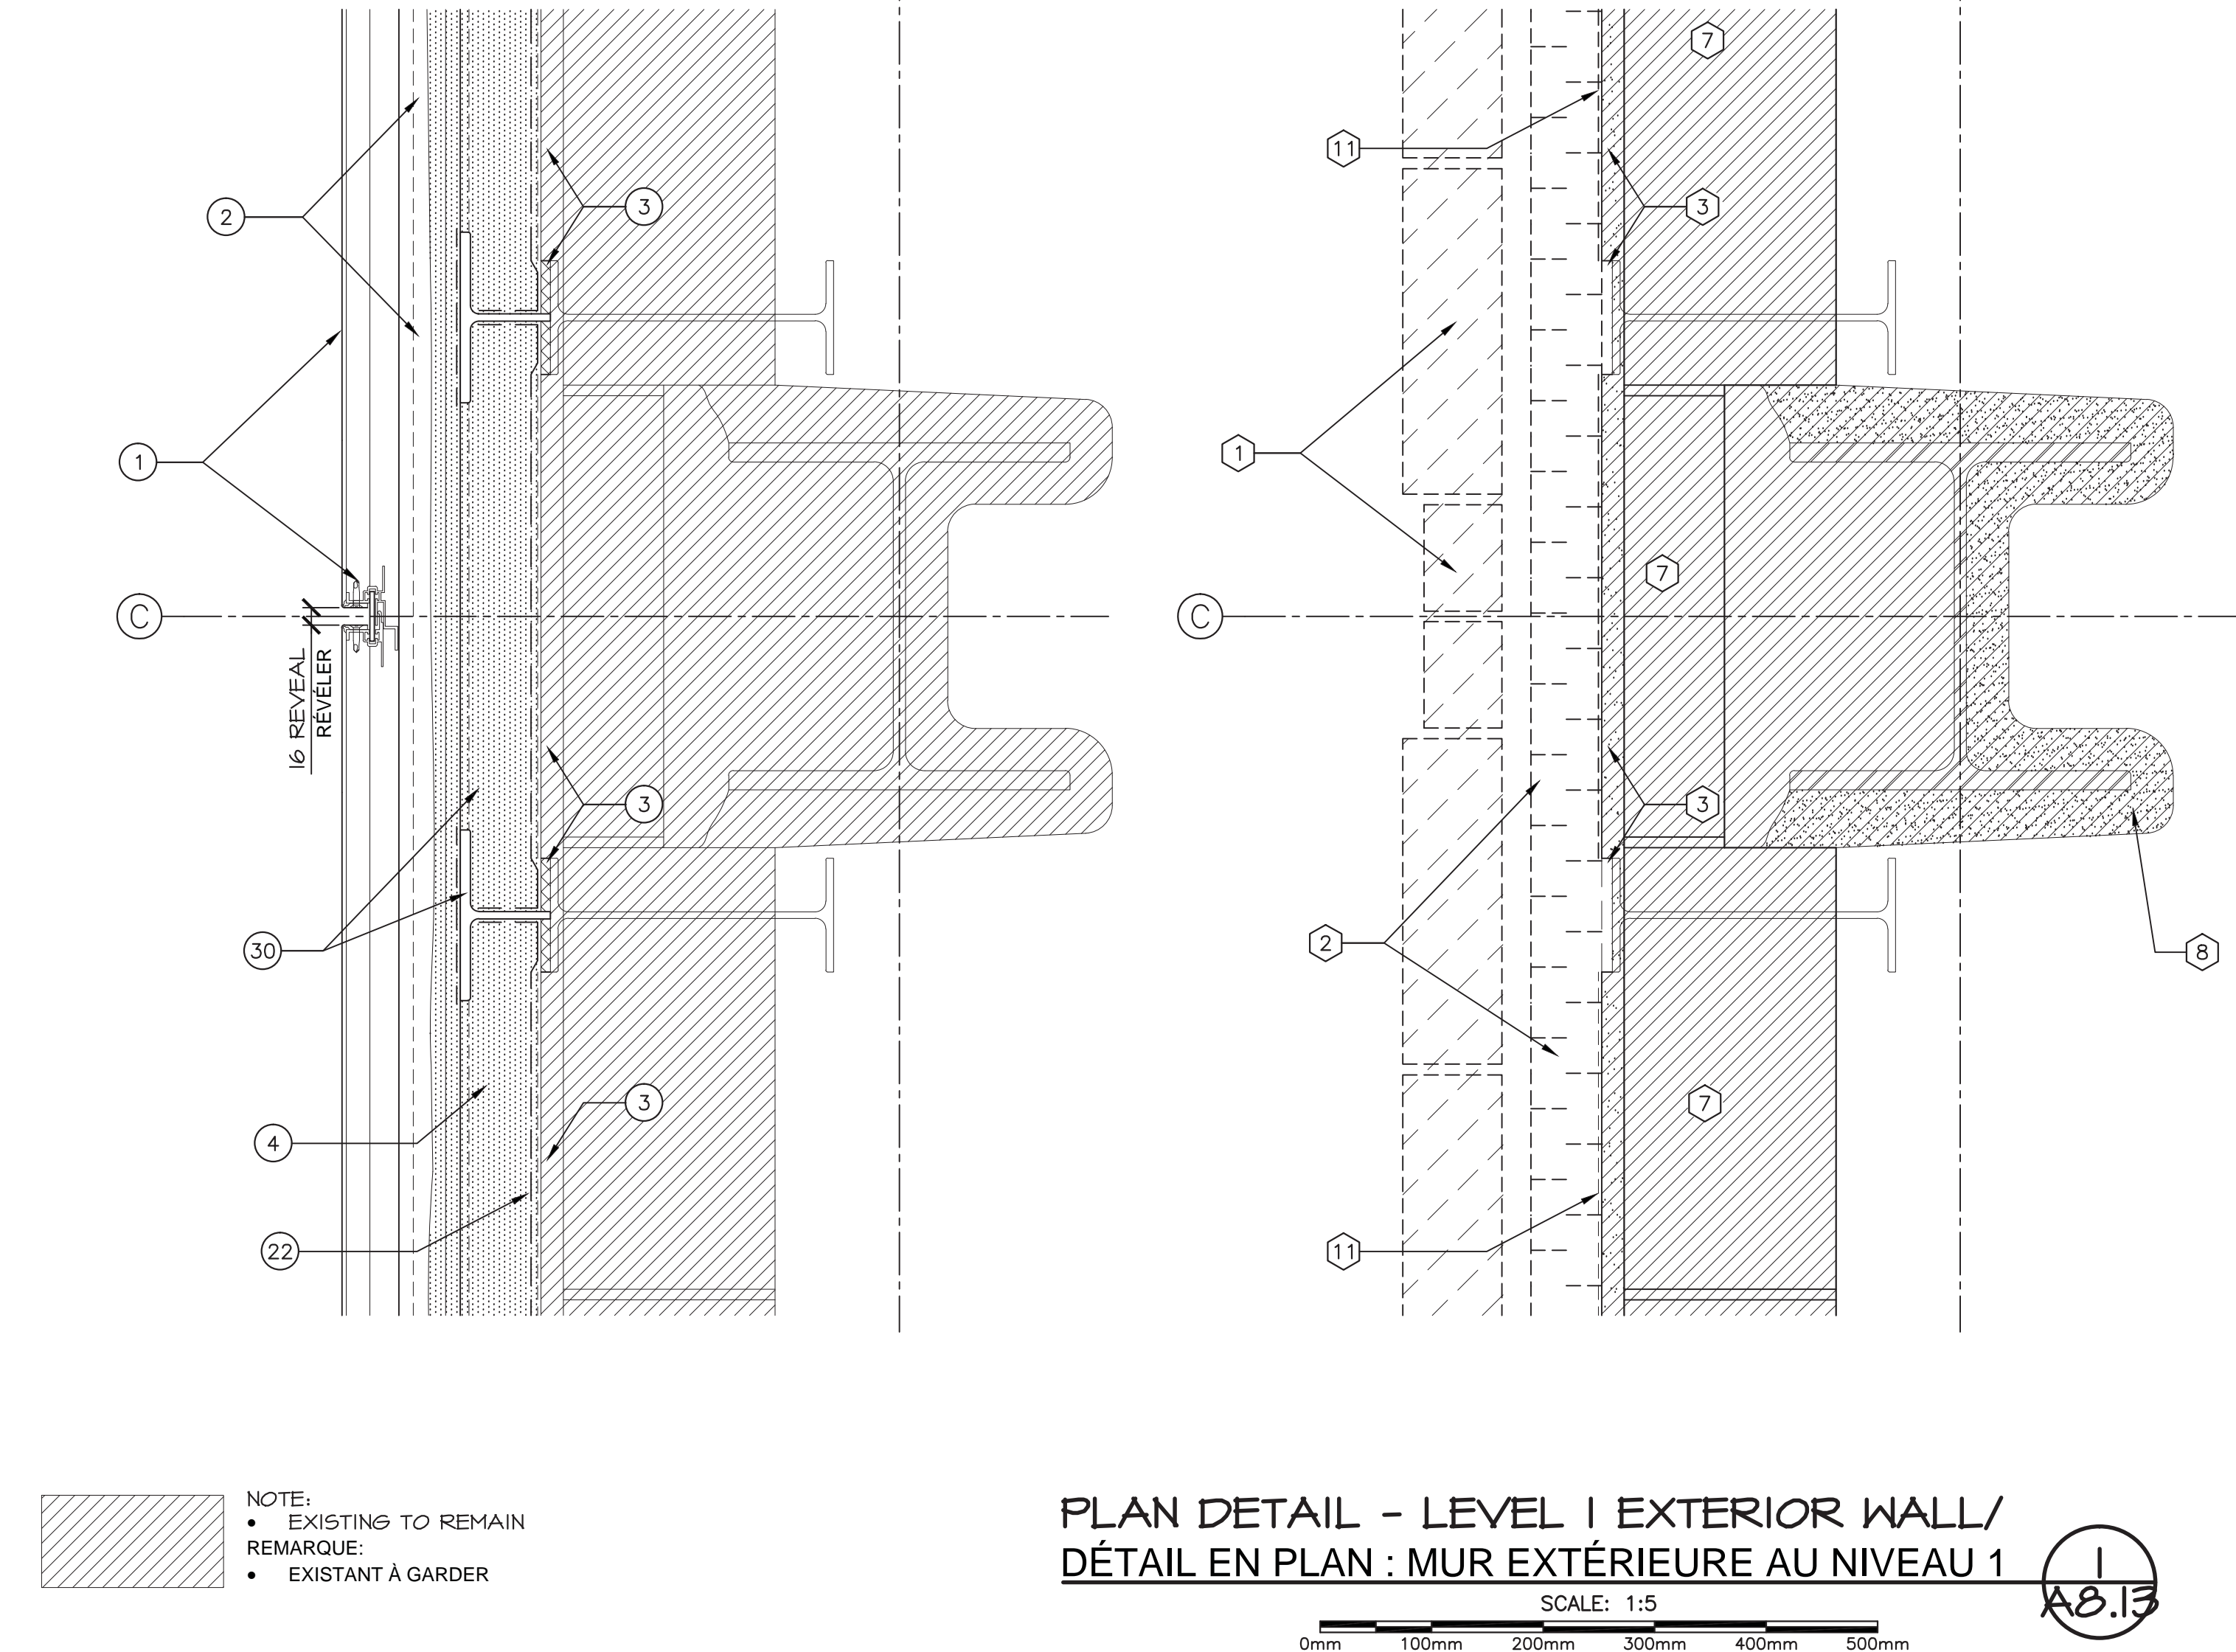 7
11
2
3
3
1
1
C
C
7
16 REVEAL
RÉVÉLER
3
3
30
2
8
4
3
7
22
11
NOTE:
• EXISTING TO REMAIN
REMARQUE:
• EXISTANT À GARDER
PLAN DETAIL - LEVEL 1 EXTERIOR WALL/
DÉTAIL EN PLAN : MUR EXTÉRIEURE AU NIVEAU 1
1
A8.13
SCALE: 1:5
0mm 100mm 200mm 300mm 400mm 500mm